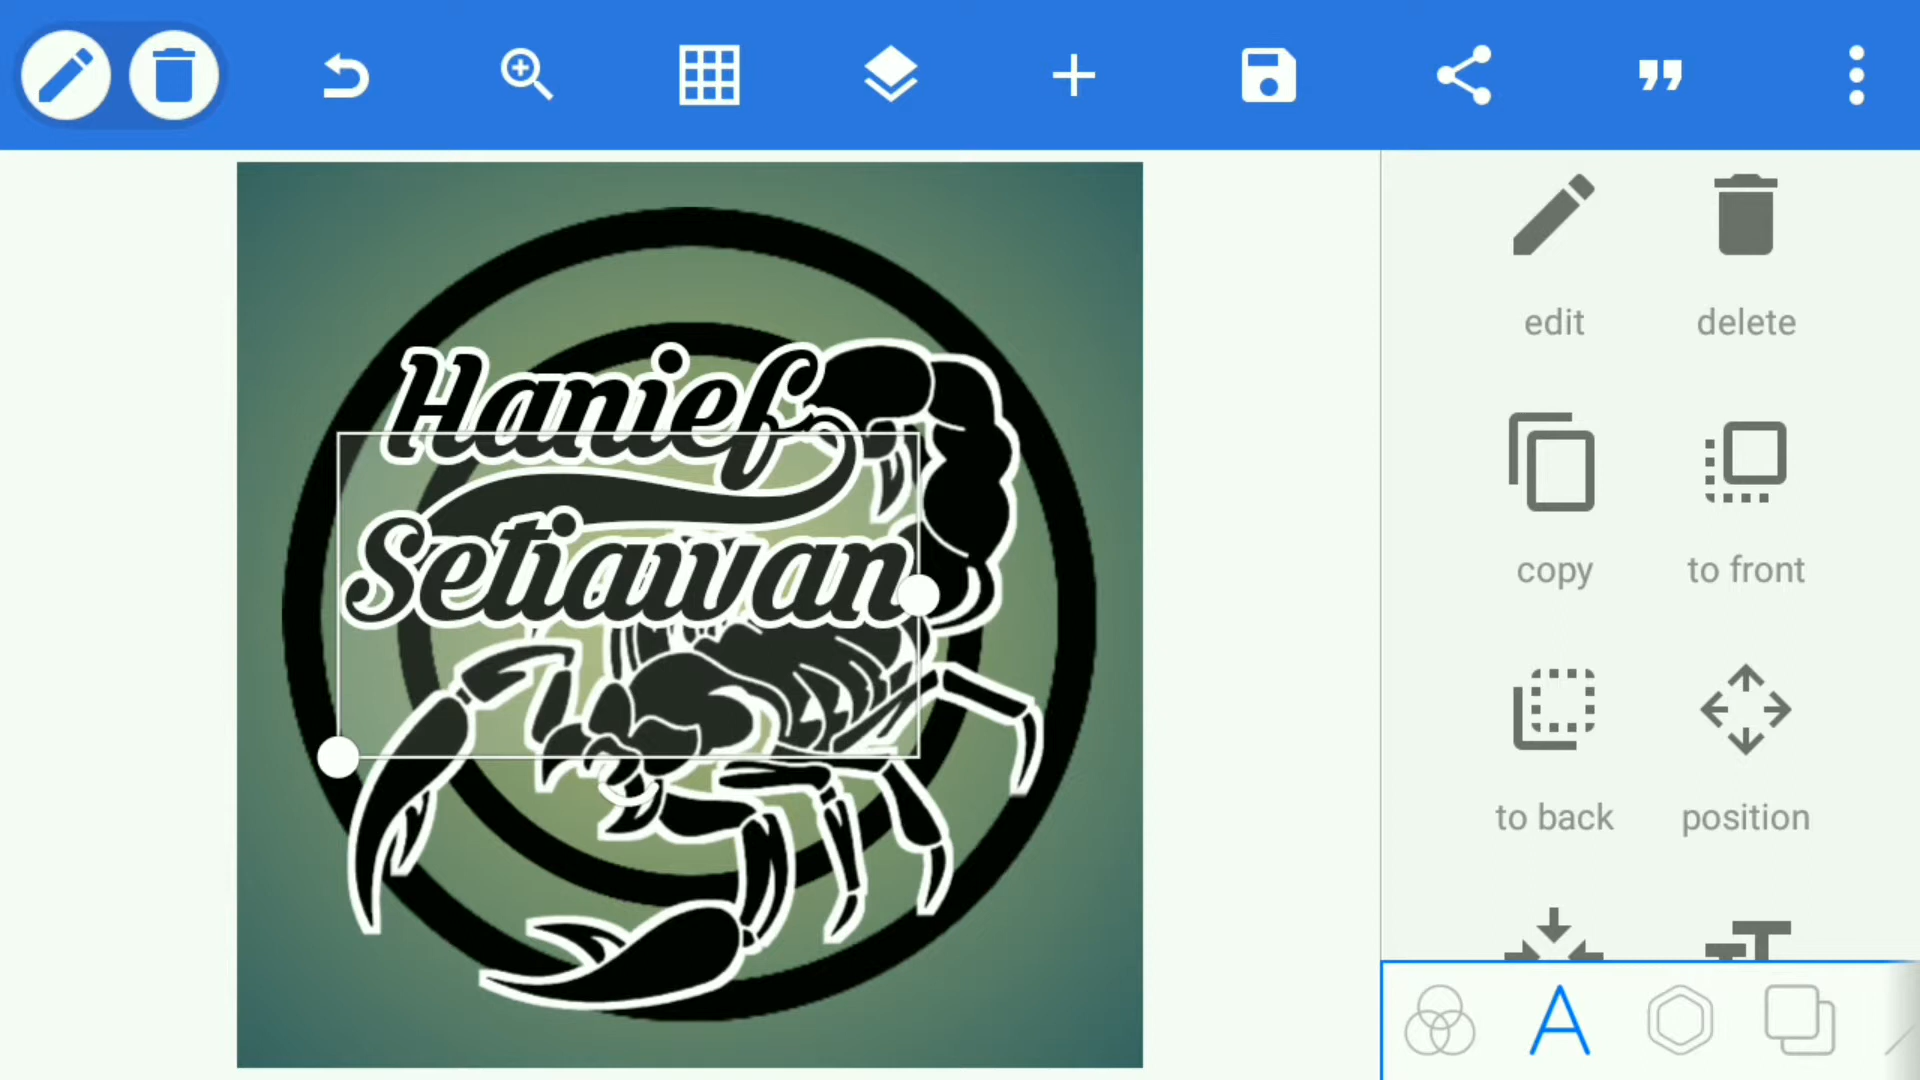 Hanief
Setiawan
edit
delete
copy
to front
to back
position